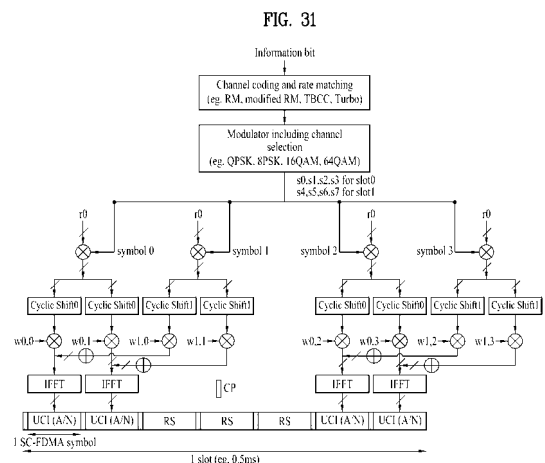 FIG. 31
Information bit
Channel coding and rate matching
(eg. RM, modified RM, TBCC, Turbo)
Modulator including channel
selection
(eg. QPSK, 8PSK, 16QAM, 64QAM)
s0,s1,s2,s3 for slot0
s4,s5,s6,s7 for slot1
r0 r0 r0 r0
symbol 0 symbol 1 symbol 2 symbol 3
Cyclic Shift0 Cyclic Shift0 Cyclic Shift1 Cyclic Shift1 Cyclic Shift0 Cyclic Shift0 Cyclic Shift1 Cyclic Shift1
w0,0 w0,1 w1,0 w1,1 w0,2 w0,3 w1,2 w1,3
IFFT IFFT CP IFFT IFFT
UCI (A/N) UCI (A/N) RS RS RS UCI (A/N) UCI (A/N)
1 SC-FDMA symbol
1 slot (eg. 0.5ms)